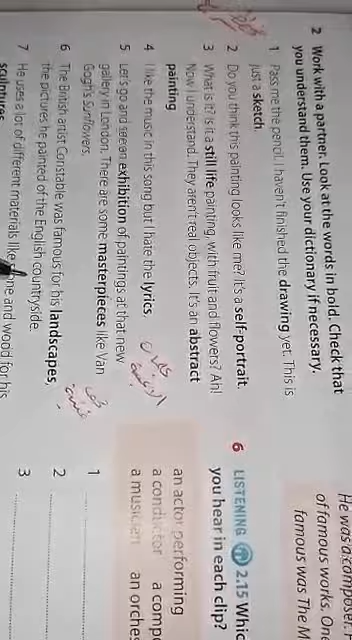 2 Work with a partner. Look at the words in bold. Check that
you understand them. Use your dictionary if necessary.
1 Pass me the pencil. I haven't finished the drawing yet. This is
just a sketch.
2 Do you think this painting looks like me? It's a self-portrait.
3 What is it? Is it a still life painting, with fruit and flowers? Ah!
Now I understand. They aren't real objects. It's an abstract
painting
4 I like the music in this song but I hate the lyrics.
كلمات
الاغنية
5 Let's go and see an exhibition of paintings at that new
gallery in London. There are some masterpieces like Van
Gogh's Sunflowers.
6 The British artist Constable was famous for his landscapes,
the pictures he painted of the English countryside.
7 He uses a lot of different materials like and wood for his
sculptures
He was a composer.
of famous works. One
famous was The M
6 LISTENING 2.15 Whic
you hear in each clip?
an actor performing
a conductor a comp
a musician an orches
1
2
3